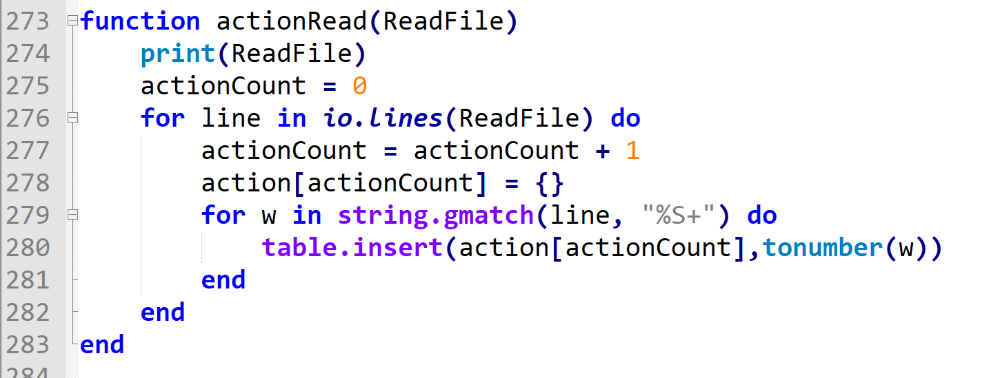 273 function actionRead(ReadFile)
274     print(ReadFile)
275     actionCount = 0
276     for line in io.lines(ReadFile) do
277         actionCount = actionCount + 1
278         action[actionCount] = {}
279         for w in string.gmatch(line, "%S+") do
280             table.insert(action[actionCount],tonumber(w))
281         end
282     end
283 end
284